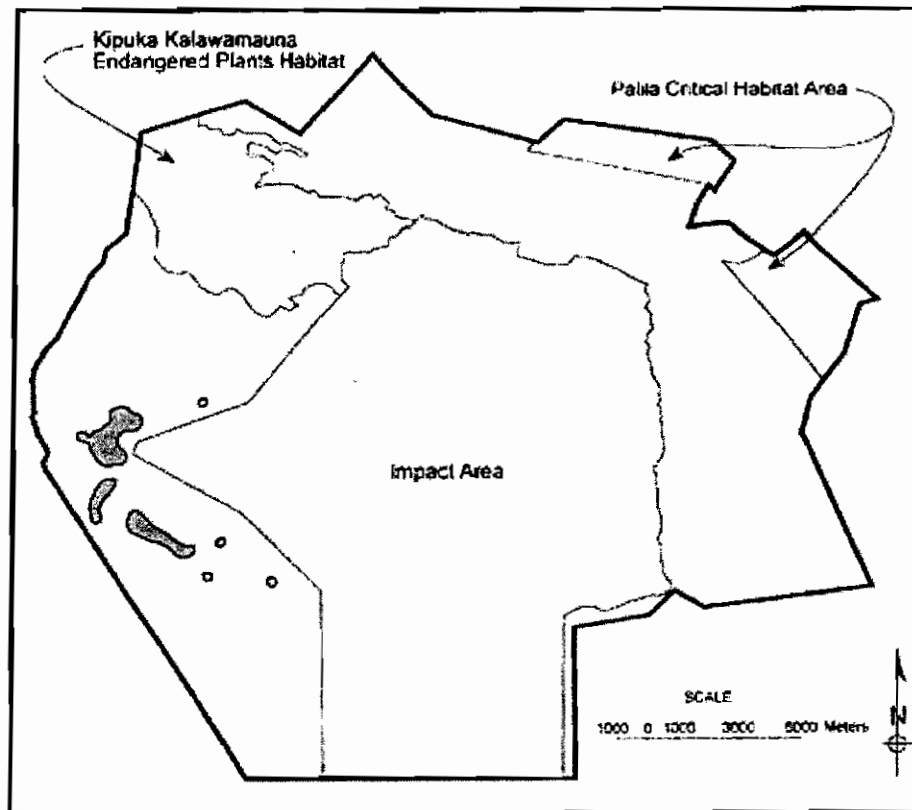 Kipuka Kalawamauna
Endangered Plants Habitat
Palila Critical Habitat Area
Impact Area
SCALE
1000 0 1000 3000 5000 Meters
N